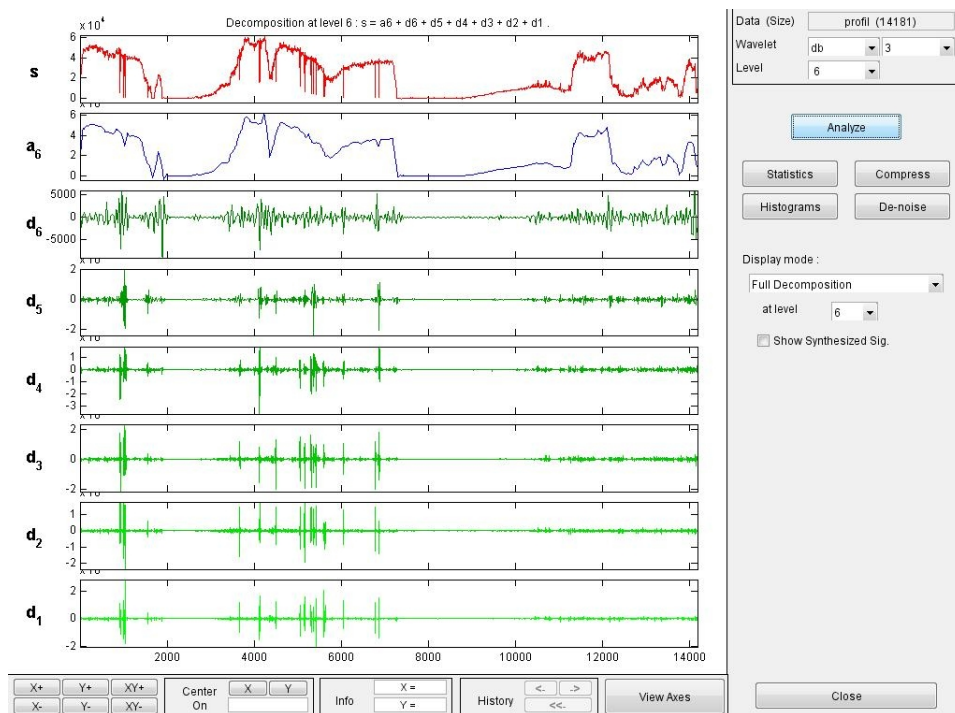 Decomposition at level 6 : s = a6 + d6 + d5 + d4 + d3 + d2 + d1 .
x 10^4
s
6
4
2
0
a6
6
4
2
0
d6
5000
0
-5000
d5
2
0
-2
d4
1
0
-1
-2
-3
d3
2
0
-2
d2
1
0
-1
-2
d1
2
0
-2
2000 4000 6000 8000 10000 12000 14000
Data (Size) profil (14181)
Wavelet db 3
Level 6
Analyze
Statistics Compress
Histograms De-noise
Display mode :
Full Decomposition
at level 6
Show Synthesized Sig.
X+ Y+ XY+
X- Y- XY-
Center On X Y
Info X = Y =
History <- -> <<-
View Axes
Close